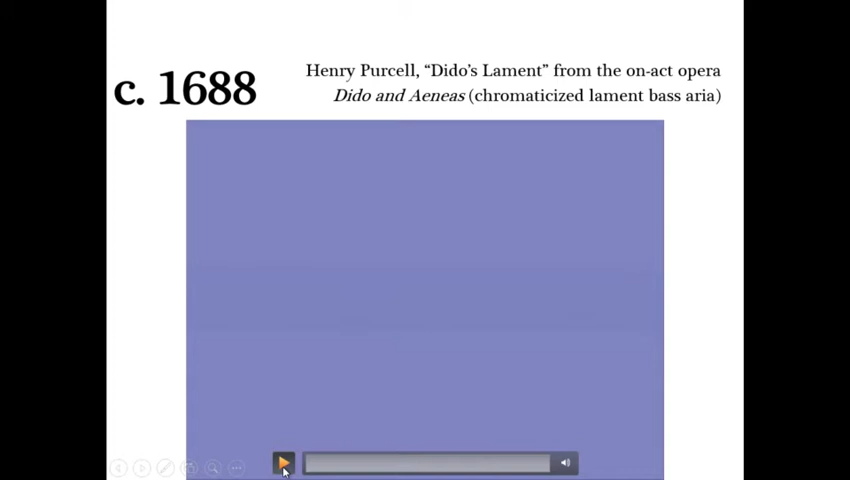 c. 1688
Henry Purcell, “Dido’s Lament” from the on-act opera
Dido and Aeneas (chromaticized lament bass aria)